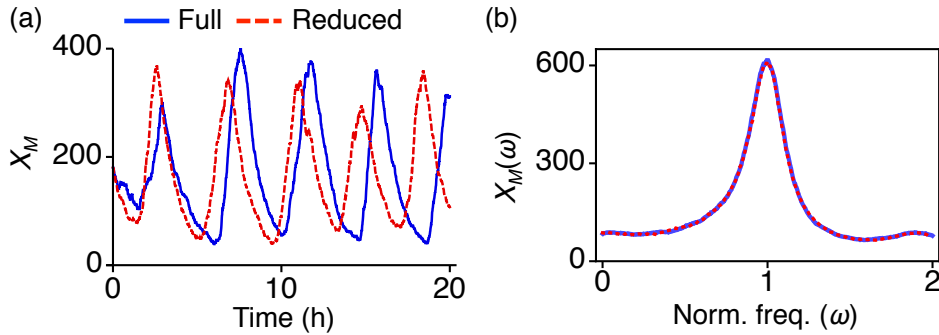 (a)
Full
Reduced
400
200
0
X_M
0
10
20
Time (h)
(b)
600
300
0
X_M(ω)
0
1
2
Norm. freq. (ω)